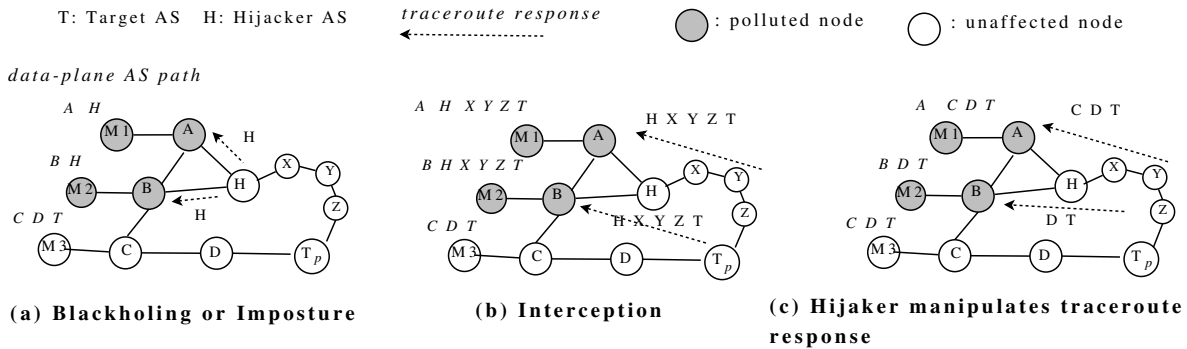 T: Target AS H: Hijacker AS
traceroute response
: polluted node
: unaffected node
data-plane AS path
A H
M1
A
H
B H
M2
B
H
H
X
Y
Z
C D T
M3
C
D
Tp
(a) Blackholing or Imposture
A H X Y Z T
H X Y Z T
M1
A
B H X Y Z T
M2
B
H
X
Y
Z
H X Y Z T
C D T
M3
C
D
Tp
(b) Interception
A C D T
C D T
M1
A
B D T
M2
B
H
X
Y
Z
D T
C D T
M3
C
D
Tp
(c) Hijaker manipulates traceroute
response